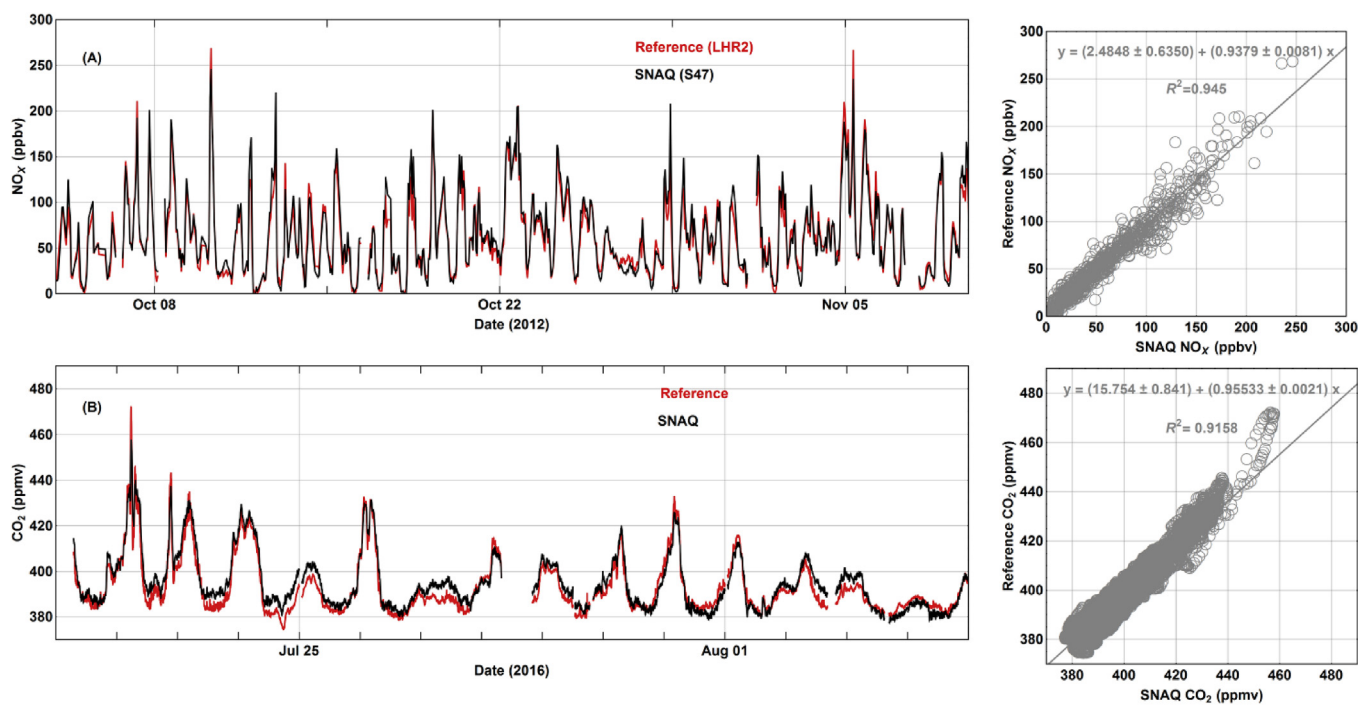 (A)
Reference (LHR2)
SNAQ (S47)
NOX (ppbv)
300
250
200
150
100
50
0
Oct 08
Oct 22
Nov 05
Date (2012)
y = (2.4848 ± 0.6350) + (0.9379 ± 0.0081) x
R²=0.945
Reference NOX (ppbv)
300
250
200
150
100
50
0
0
50
100
150
200
250
300
SNAQ NOX (ppbv)
(B)
Reference
SNAQ
CO2 (ppmv)
480
460
440
420
400
380
Jul 25
Aug 01
Date (2016)
y = (15.754 ± 0.841) + (0.95533 ± 0.0021) x
R²= 0.9158
Reference CO2 (ppmv)
480
460
440
420
400
380
380
400
420
440
460
480
SNAQ CO2 (ppmv)